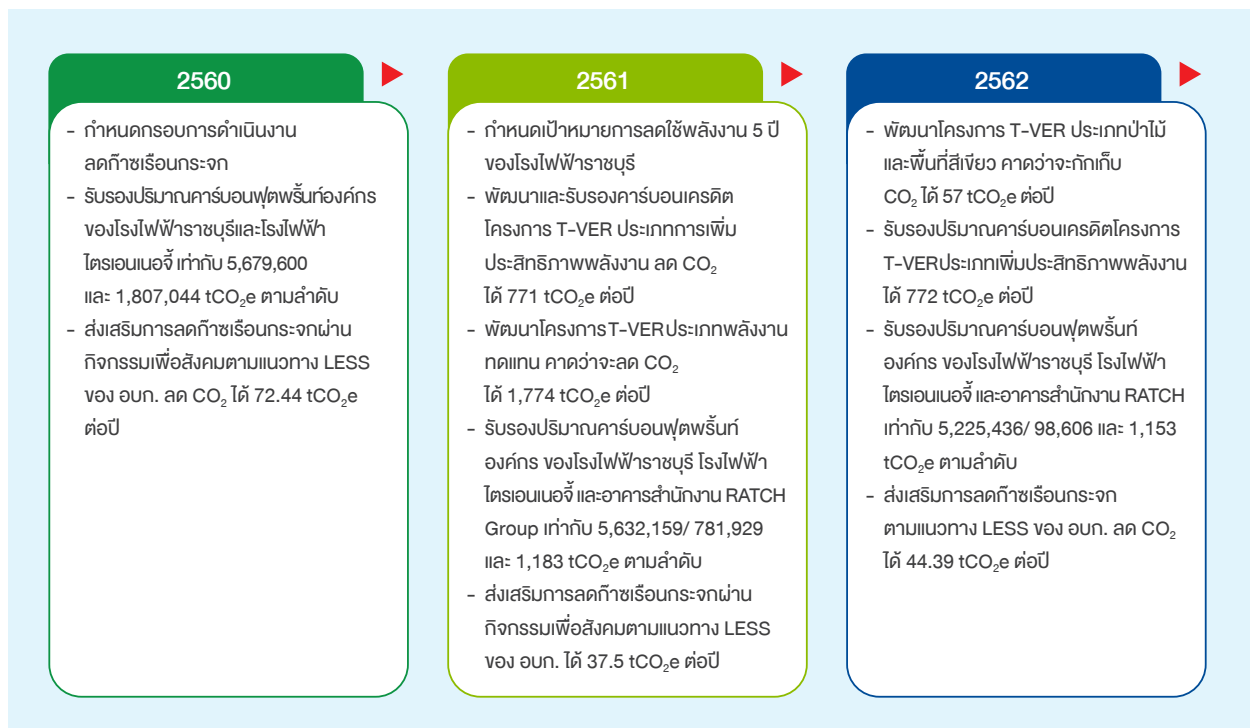 2560
- กำหนดกรอบการดำเนินงาน
ลดก๊าซเรือนกระจก
- รับรองปริมาณคาร์บอนฟุตพริ้นท์องค์กร
ของโรงไฟฟ้าราชบุรีและโรงไฟฟ้า
ไตรเอนเนอจี้ เท่ากับ 5,679,600
และ 1,807,044 tCO₂e ตามลำดับ
- ส่งเสริมการลดก๊าซเรือนกระจกผ่าน
กิจกรรมเพื่อสังคมตามแนวทาง LESS
ของ อบก. ลด CO₂ ได้ 72.44 tCO₂e
ต่อปี
2561
- กำหนดเป้าหมายการลดใช้พลังงาน 5 ปี
ของโรงไฟฟ้าราชบุรี
- พัฒนาและรับรองคาร์บอนเครดิต
โครงการ T-VER ประเภทการเพิ่ม
ประสิทธิภาพพลังงาน ลด CO₂
ได้ 771 tCO₂e ต่อปี
- พัฒนาโครงการ T-VER ประเภทพลังงาน
ทดแทน คาดว่าจะลด CO₂
ได้ 1,774 tCO₂e ต่อปี
- รับรองปริมาณคาร์บอนฟุตพริ้นท์
องค์กร ของโรงไฟฟ้าราชบุรี โรงไฟฟ้า
ไตรเอนเนอจี้ และอาคารสำนักงาน RATCH
Group เท่ากับ 5,632,159/ 781,929
และ 1,183 tCO₂e ตามลำดับ
- ส่งเสริมการลดก๊าซเรือนกระจกผ่าน
กิจกรรมเพื่อสังคมตามแนวทาง LESS
ของ อบก. ได้ 37.5 tCO₂e ต่อปี
2562
- พัฒนาโครงการ T-VER ประเภทป่าไม้
และพื้นที่สีเขียว คาดว่าจะกักเก็บ
CO₂ ได้ 57 tCO₂e ต่อปี
- รับรองปริมาณคาร์บอนเครดิตโครงการ
T-VERประเภทเพิ่มประสิทธิภาพพลังงาน
ได้ 772 tCO₂e ต่อปี
- รับรองปริมาณคาร์บอนฟุตพริ้นท์
องค์กร ของโรงไฟฟ้าราชบุรี โรงไฟฟ้า
ไตรเอนเนอจี้ และอาคารสำนักงาน RATCH
เท่ากับ 5,225,436/ 98,606 และ 1,153
tCO₂e ตามลำดับ
- ส่งเสริมการลดก๊าซเรือนกระจก
ตามแนวทาง LESS ของ อบก. ลด CO₂
ได้ 44.39 tCO₂e ต่อปี